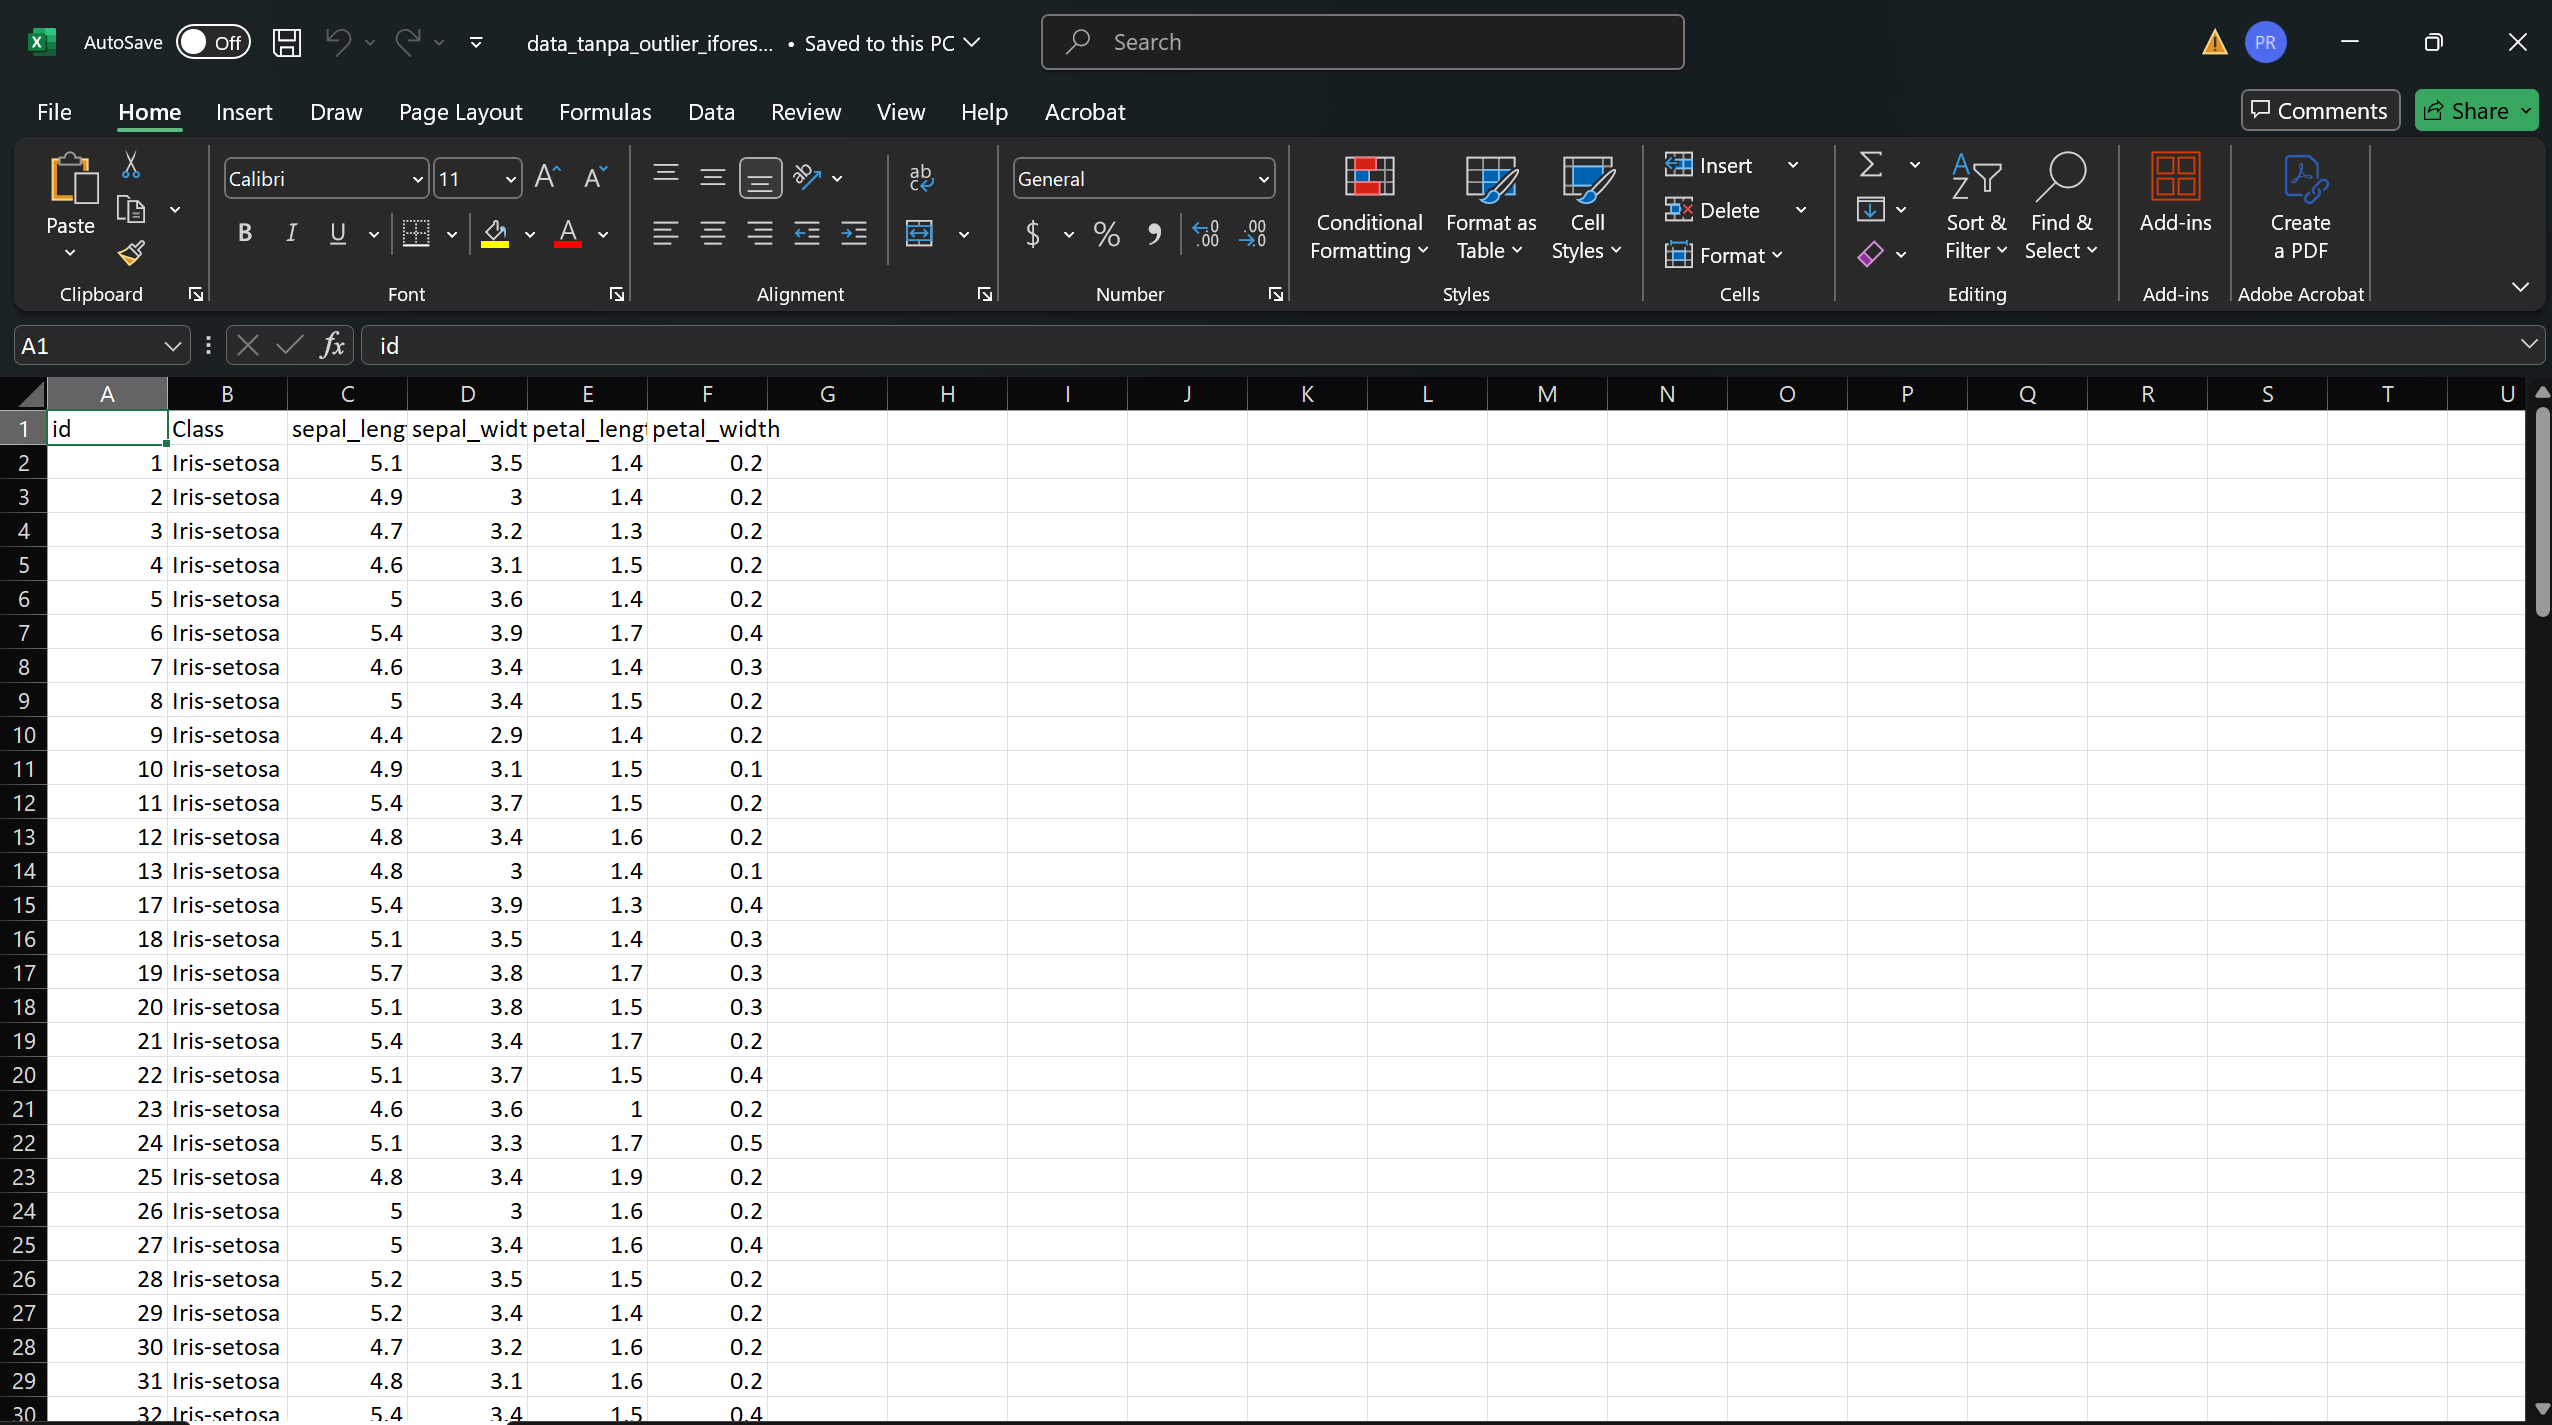 AutoSave Off data_tanpa_outlier_ifores... • Saved to this PC Search PR
File Home Insert Draw Page Layout Formulas Data Review View Help Acrobat Comments Share
Paste
Clipboard
Calibri 11
B I U A
Font
ab
Alignment
General
$ % .00 .00
Number
Conditional Formatting
Format as Table
Cell Styles
Styles
Insert
Delete
Format
Cells
Sort & Filter
Find & Select
Editing
Add-ins
Add-ins
Create a PDF
Adobe Acrobat
A1 fx id
A B C D E F G H I J K L M N O P Q R S T U
1 id Class sepal_leng sepal_widt petal_leng petal_width
2 1 Iris-setosa 5.1 3.5 1.4 0.2
3 2 Iris-setosa 4.9 3 1.4 0.2
4 3 Iris-setosa 4.7 3.2 1.3 0.2
5 4 Iris-setosa 4.6 3.1 1.5 0.2
6 5 Iris-setosa 5 3.6 1.4 0.2
7 6 Iris-setosa 5.4 3.9 1.7 0.4
8 7 Iris-setosa 4.6 3.4 1.4 0.3
9 8 Iris-setosa 5 3.4 1.5 0.2
10 9 Iris-setosa 4.4 2.9 1.4 0.2
11 10 Iris-setosa 4.9 3.1 1.5 0.1
12 11 Iris-setosa 5.4 3.7 1.5 0.2
13 12 Iris-setosa 4.8 3.4 1.6 0.2
14 13 Iris-setosa 4.8 3 1.4 0.1
15 17 Iris-setosa 5.4 3.9 1.3 0.4
16 18 Iris-setosa 5.1 3.5 1.4 0.3
17 19 Iris-setosa 5.7 3.8 1.7 0.3
18 20 Iris-setosa 5.1 3.8 1.5 0.3
19 21 Iris-setosa 5.4 3.4 1.7 0.2
20 22 Iris-setosa 5.1 3.7 1.5 0.4
21 23 Iris-setosa 4.6 3.6 1 0.2
22 24 Iris-setosa 5.1 3.3 1.7 0.5
23 25 Iris-setosa 4.8 3.4 1.9 0.2
24 26 Iris-setosa 5 3 1.6 0.2
25 27 Iris-setosa 5 3.4 1.6 0.4
26 28 Iris-setosa 5.2 3.5 1.5 0.2
27 29 Iris-setosa 5.2 3.4 1.4 0.2
28 30 Iris-setosa 4.7 3.2 1.6 0.2
29 31 Iris-setosa 4.8 3.1 1.6 0.2
30 32 Iris-setosa 5.4 3.4 1.5 0.4